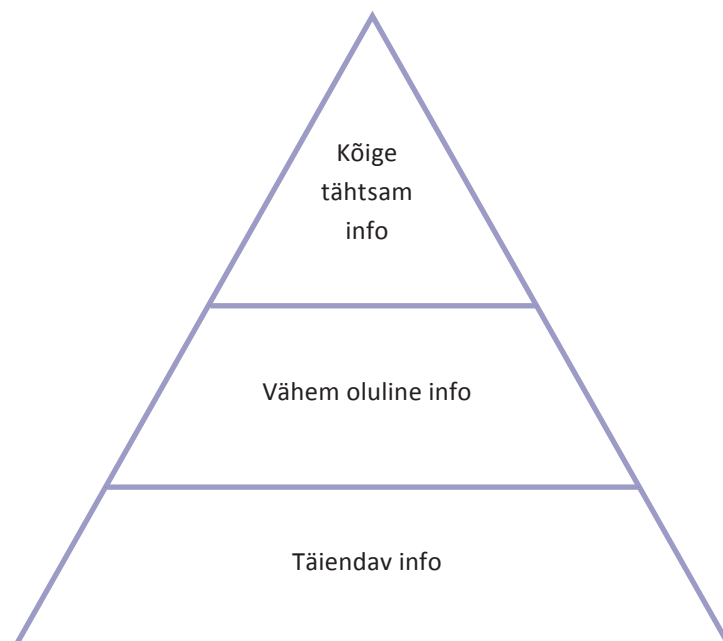 Kõige
tähtsam
info
Vähem oluline info
Täiendav info